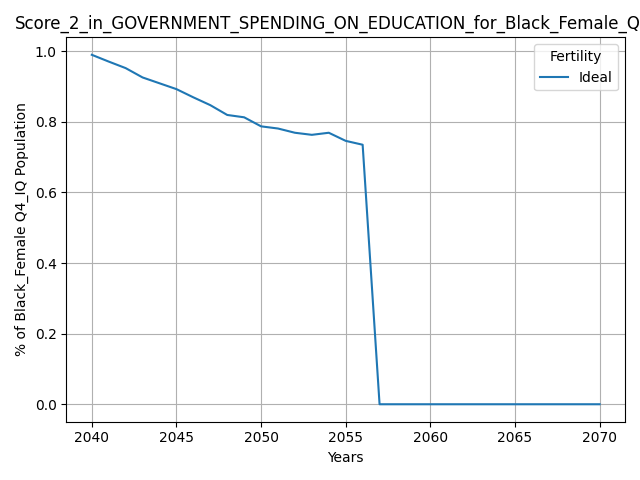 Score_2_in_GOVERNMENT_SPENDING_ON_EDUCATION_for_Black_Female_Q
Fertility
Ideal
% of Black_Female Q4_IQ Population
1.0
0.8
0.6
0.4
0.2
0.0
2040 2045 2050 2055 2060 2065 2070
Years